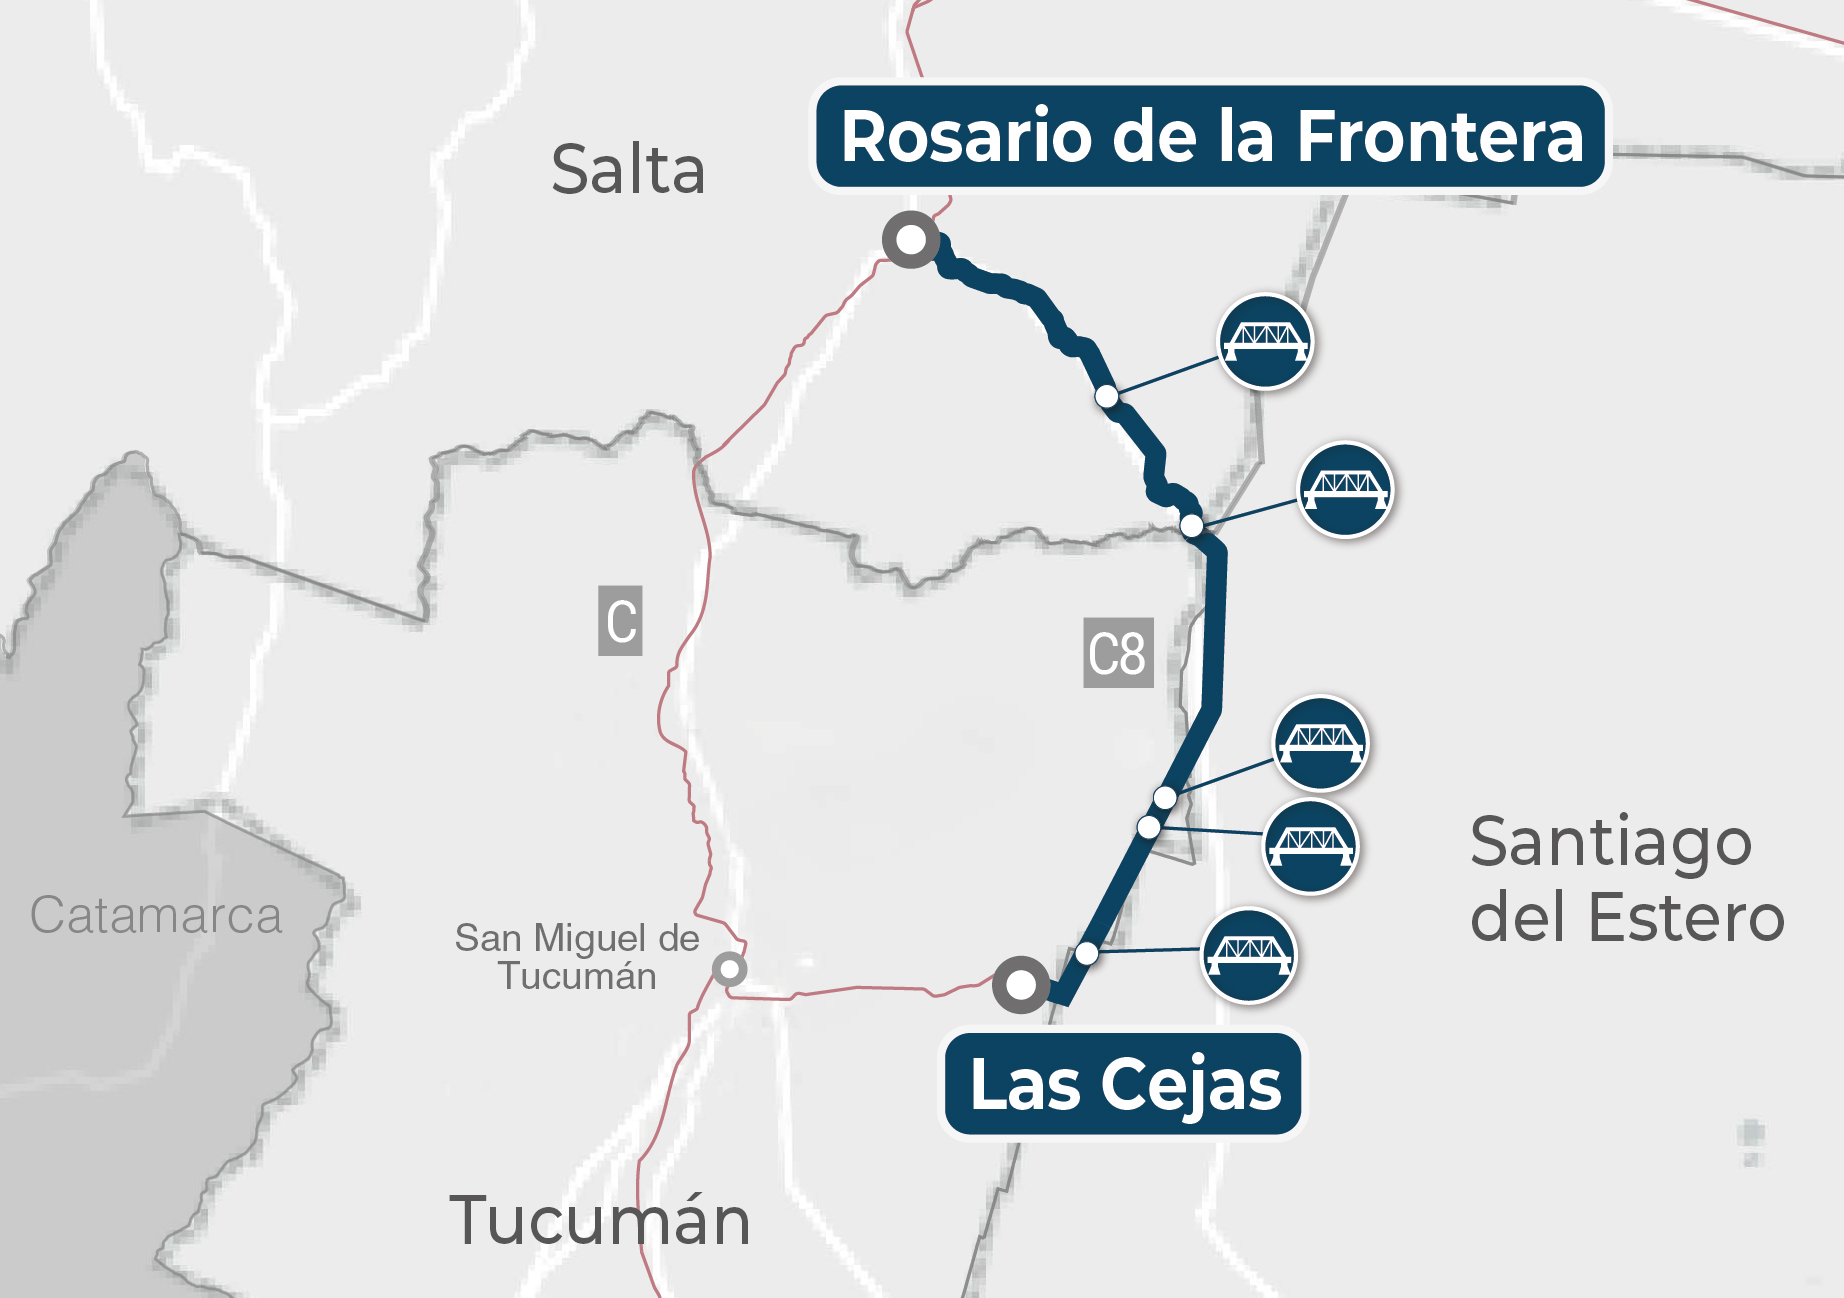 Rosario de la Frontera
Salta
C
C8
Santiago
del Estero
Catamarca
San Miguel de
Tucumán
Las Cejas
Tucumán